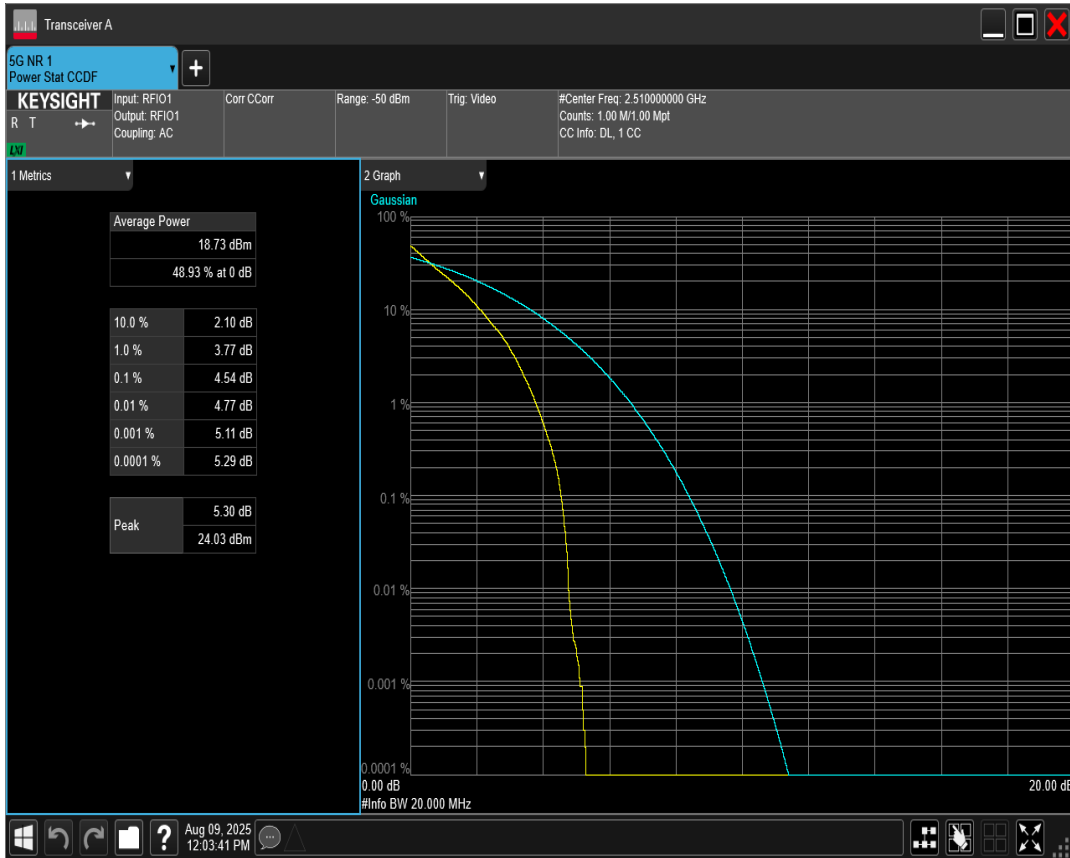 Transceiver A
5G NR 1
Power Stat CCDF
KEYSIGHT
R T
LXI
Input: RFIO1
Output: RFIO1
Coupling: AC
Corr CCorr
Range: -50 dBm
Trig: Video
#Center Freq: 2.510000000 GHz
Counts: 1.00 M/1.00 Mpt
CC Info: DL, 1 CC
1 Metrics
Average Power
18.73 dBm
48.93 % at 0 dB
10.0 % 2.10 dB
1.0 % 3.77 dB
0.1 % 4.54 dB
0.01 % 4.77 dB
0.001 % 5.11 dB
0.0001 % 5.29 dB
Peak 5.30 dB
24.03 dBm
2 Graph
Gaussian
100 %
10 %
1 %
0.1 %
0.01 %
0.001 %
0.0001 %
0.00 dB 20.00 dB
#Info BW 20.000 MHz
? Aug 09, 2025
12:03:41 PM